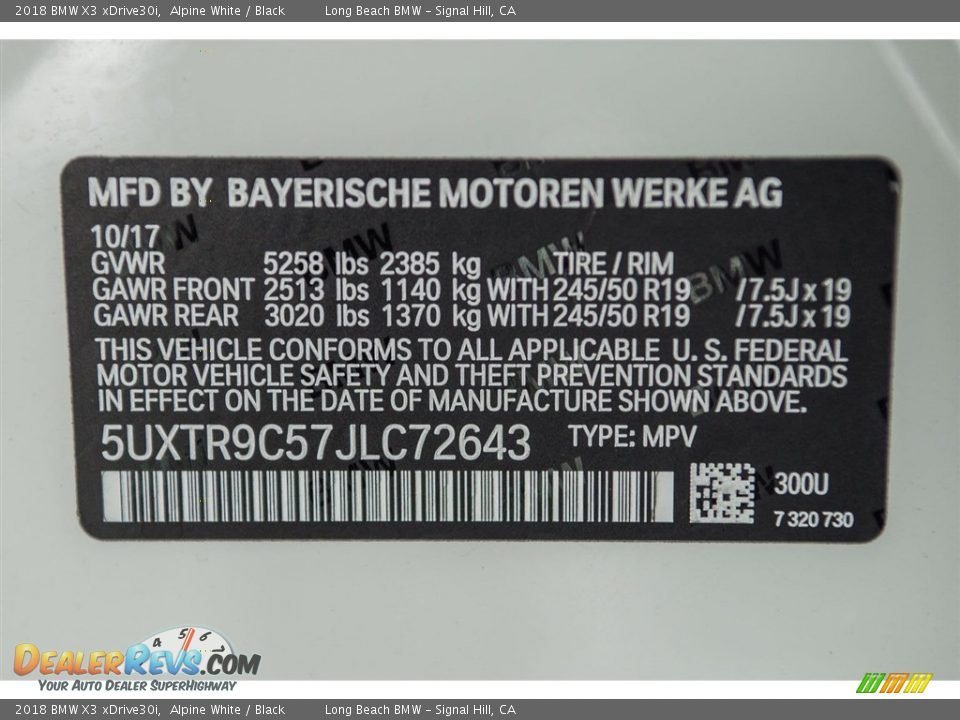 2018 BMW X3 xDrive30i, Alpine White / Black Long Beach BMW – Signal Hill, CA
MFD BY BAYERISCHE MOTOREN WERKE AG
10/17
GVWR 5258 lbs 2385 kg TIRE / RIM
GAWR FRONT 2513 lbs 1140 kg WITH 245/50 R19 / 7.5J x 19
GAWR REAR 3020 lbs 1370 kg WITH 245/50 R19 / 7.5J x 19
THIS VEHICLE CONFORMS TO ALL APPLICABLE U. S. FEDERAL
MOTOR VEHICLE SAFETY AND THEFT PREVENTION STANDARDS
IN EFFECT ON THE DATE OF MANUFACTURE SHOWN ABOVE.
5UXTR9C57JLC72643 TYPE: MPV
300U
7 320 730
4 5 6 7
DEALERREVS.COM
YOUR AUTO DEALER SUPERHIGHWAY
2018 BMW X3 xDrive30i, Alpine White / Black Long Beach BMW – Signal Hill, CA